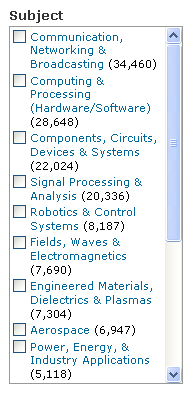 Subject
Communication,
Networking &
Broadcasting (34,460)
Computing &
Processing
(Hardware/Software)
(28,648)
Components, Circuits,
Devices & Systems
(22,024)
Signal Processing &
Analysis (20,336)
Robotics & Control
Systems (8,187)
Fields, Waves &
Electromagnetics
(7,690)
Engineered Materials,
Dielectrics & Plasmas
(7,304)
Aerospace (6,947)
Power, Energy, &
Industry Applications
(5,118)